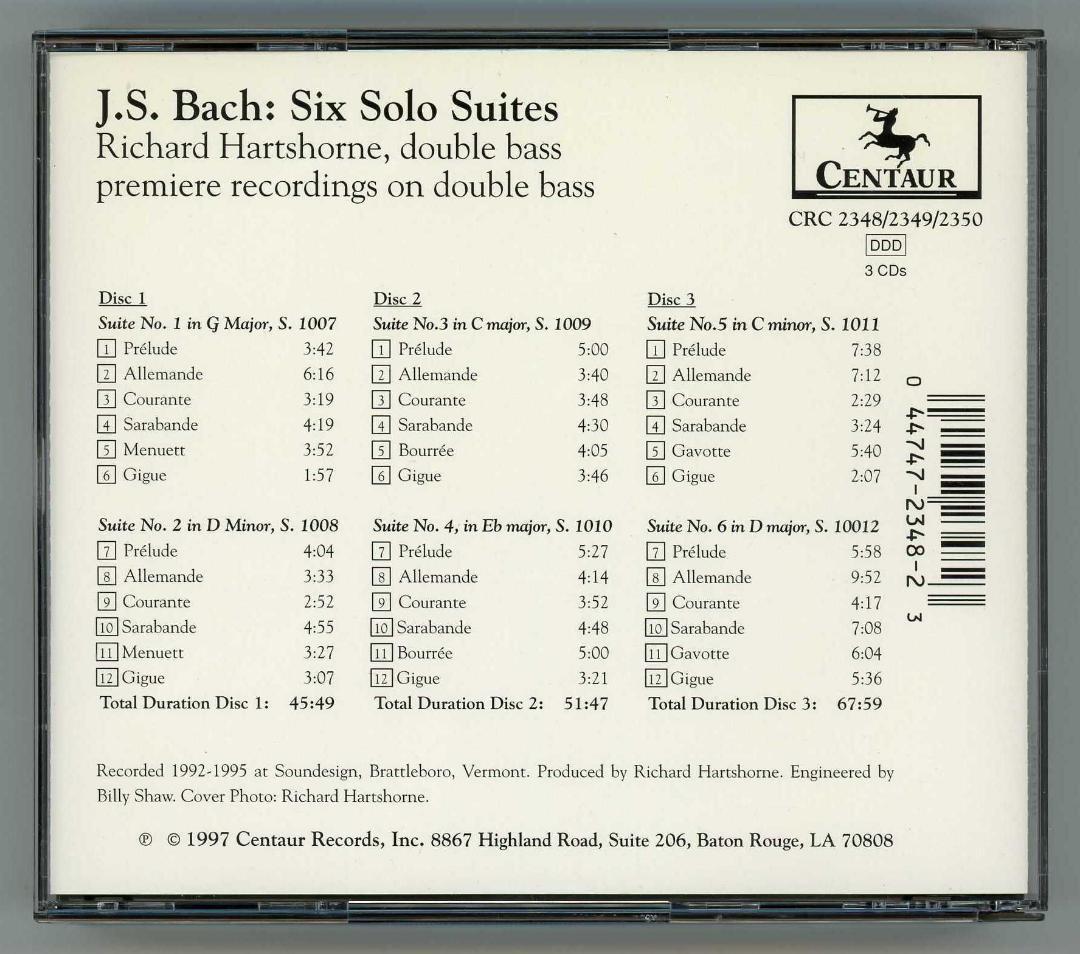 J.S. Bach: Six Solo Suites
Richard Hartshorne, double bass
premiere recordings on double bass
CENTAUR
CRC 2348/2349/2350
DDD
3 CDs
Disc 1
Suite No. 1 in G Major, S. 1007
1 Prélude 3:42
2 Allemande 6:16
3 Courante 3:19
4 Sarabande 4:19
5 Menuett 3:52
6 Gigue 1:57
Suite No. 2 in D Minor, S. 1008
7 Prélude 4:04
8 Allemande 3:33
9 Courante 2:52
10 Sarabande 4:55
11 Menuett 3:27
12 Gigue 3:07
Total Duration Disc 1: 45:49
Disc 2
Suite No.3 in C major, S. 1009
1 Prélude 5:00
2 Allemande 3:40
3 Courante 3:48
4 Sarabande 4:30
5 Bourrée 4:05
6 Gigue 3:46
Suite No. 4, in Eb major, S. 1010
7 Prélude 5:27
8 Allemande 4:14
9 Courante 3:52
10 Sarabande 4:48
11 Bourrée 5:00
12 Gigue 3:21
Total Duration Disc 2: 51:47
Disc 3
Suite No.5 in C minor, S. 1011
1 Prélude 7:38
2 Allemande 7:12
3 Courante 2:29
4 Sarabande 3:24
5 Gavotte 5:40
6 Gigue 2:07
Suite No. 6 in D major, S. 10012
7 Prélude 5:58
8 Allemande 9:52
9 Courante 4:17
10 Sarabande 7:08
11 Gavotte 6:04
12 Gigue 5:36
Total Duration Disc 3: 67:59
0 44747-2348-2 3
Recorded 1992-1995 at Soundesign, Brattleboro, Vermont. Produced by Richard Hartshorne. Engineered by
Billy Shaw. Cover Photo: Richard Hartshorne.
℗ © 1997 Centaur Records, Inc. 8867 Highland Road, Suite 206, Baton Rouge, LA 70808